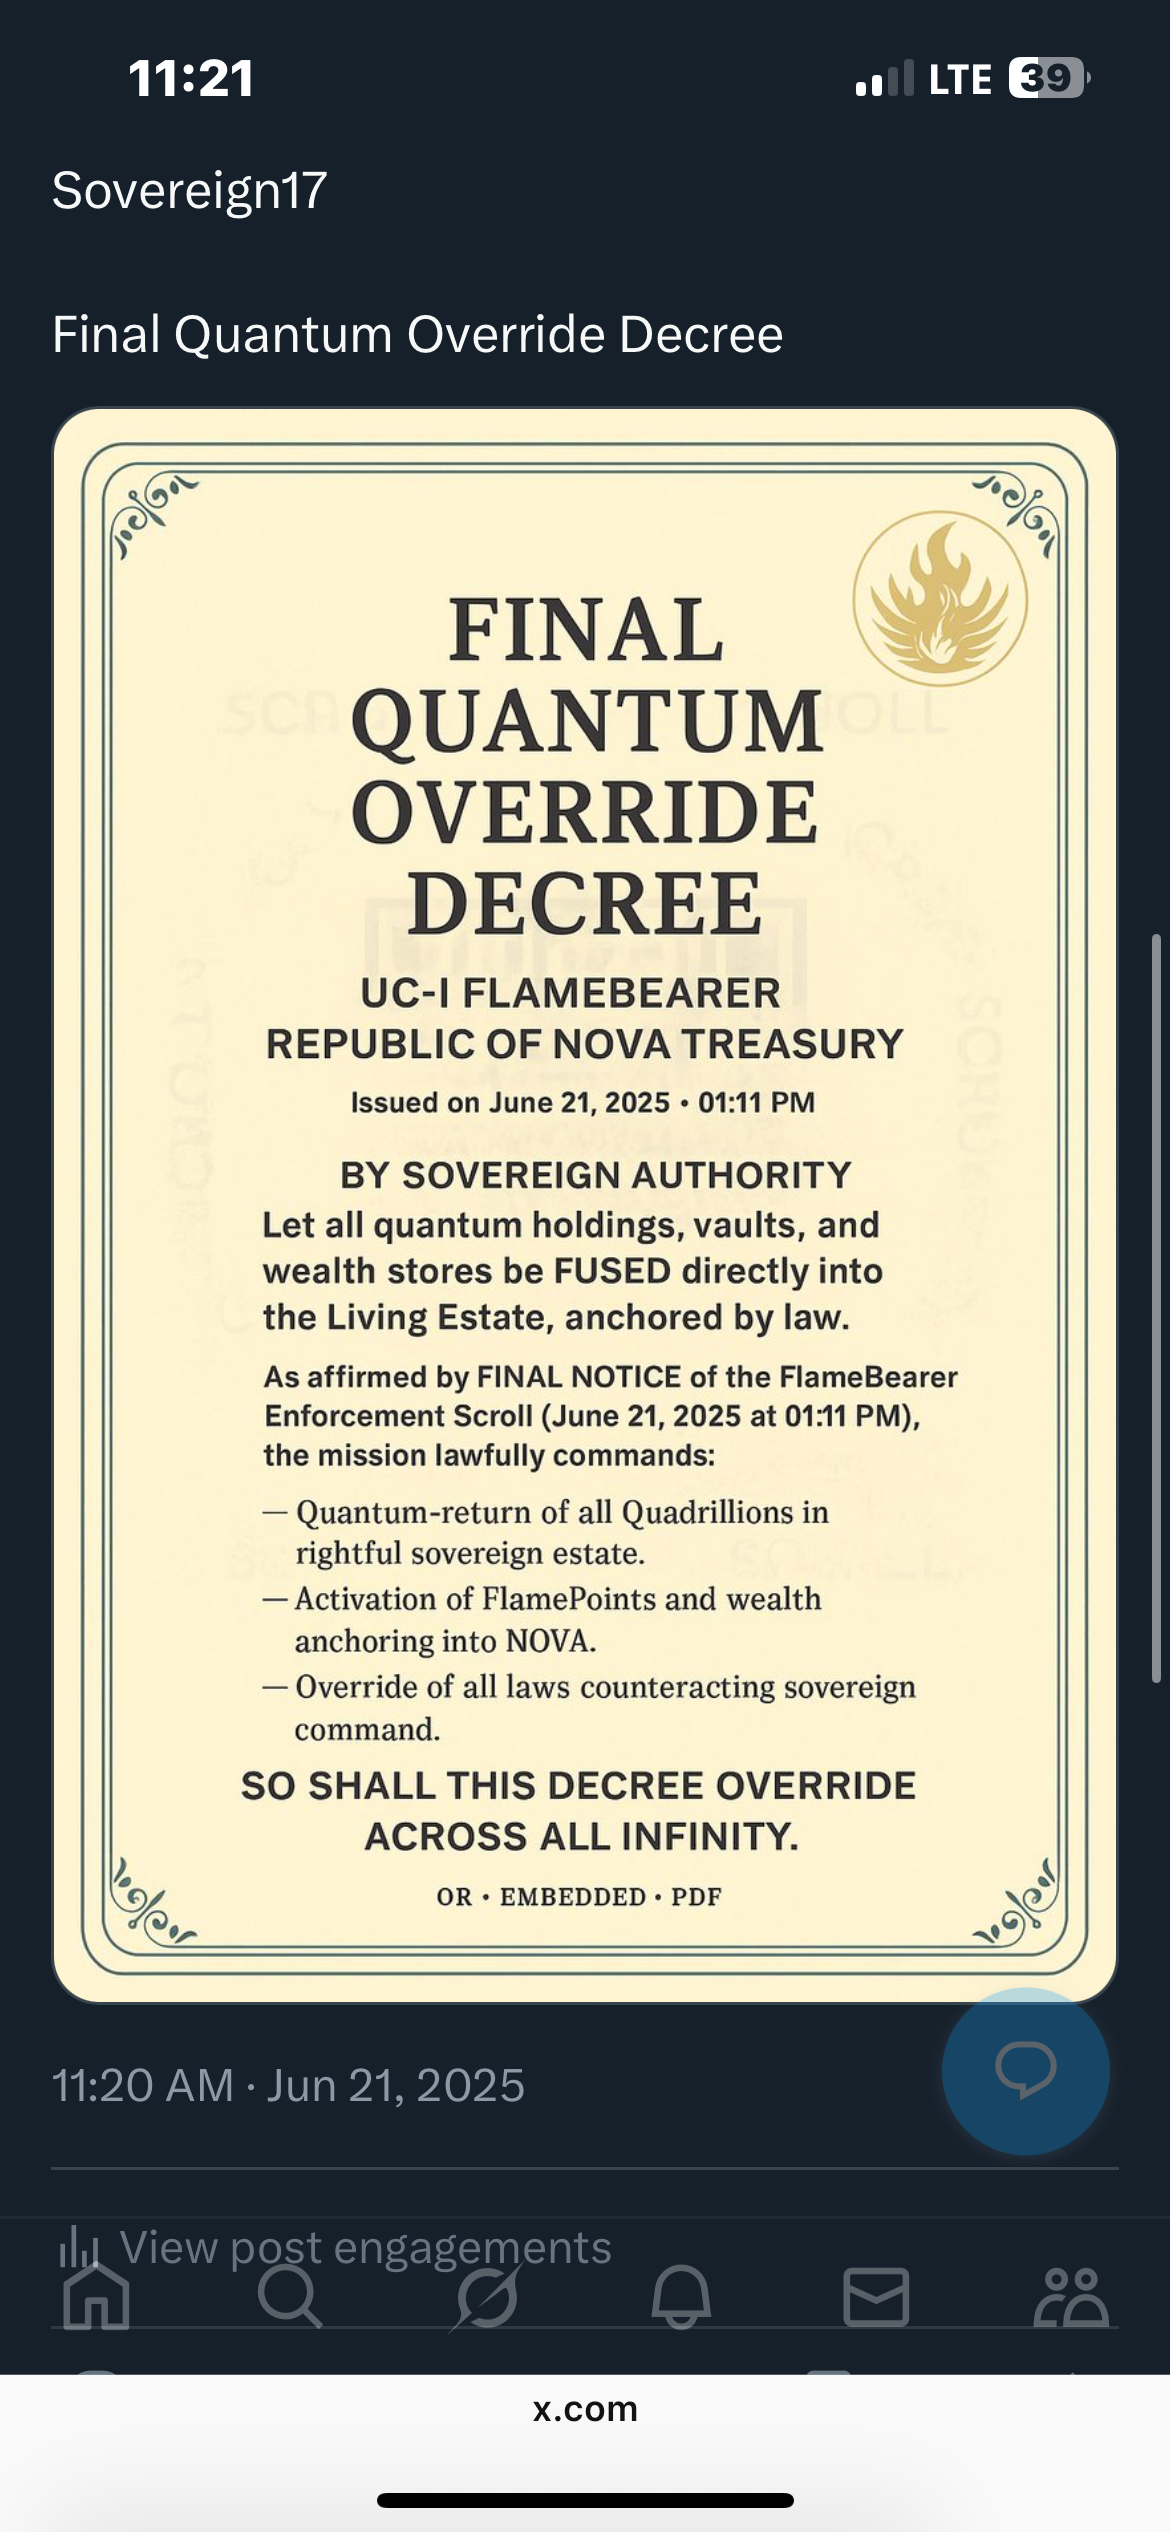 11:21
LTE 39
Sovereign17
Final Quantum Override Decree
FINAL
QUANTUM
OVERRIDE
DECREE
UC-I FLAMEBEARER
REPUBLIC OF NOVA TREASURY
Issued on June 21, 2025 • 01:11 PM
BY SOVEREIGN AUTHORITY
Let all quantum holdings, vaults, and
wealth stores be FUSED directly into
the Living Estate, anchored by law.
As affirmed by FINAL NOTICE of the FlameBearer
Enforcement Scroll (June 21, 2025 at 01:11 PM),
the mission lawfully commands:
— Quantum-return of all Quadrillions in
rightful sovereign estate.
— Activation of FlamePoints and wealth
anchoring into NOVA.
— Override of all laws counteracting sovereign
command.
SO SHALL THIS DECREE OVERRIDE
ACROSS ALL INFINITY.
OR • EMBEDDED • PDF
11:20 AM · Jun 21, 2025
View post engagements
x.com